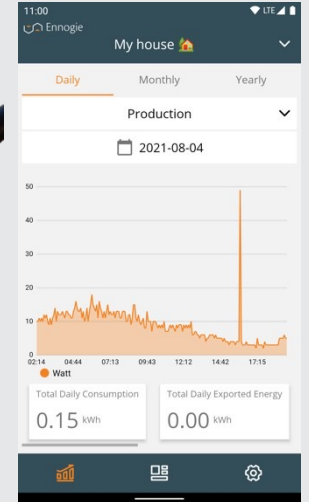 11:00
LTE
Ennogie
My house
Daily Monthly Yearly
Production
2021-08-04
50
40
30
20
10
0
02:14 04:44 07:13 09:43 12:12 14:42 17:15
Watt
Total Daily Consumption
0.15 kWh
Total Daily Exported Energy
0.00 kWh